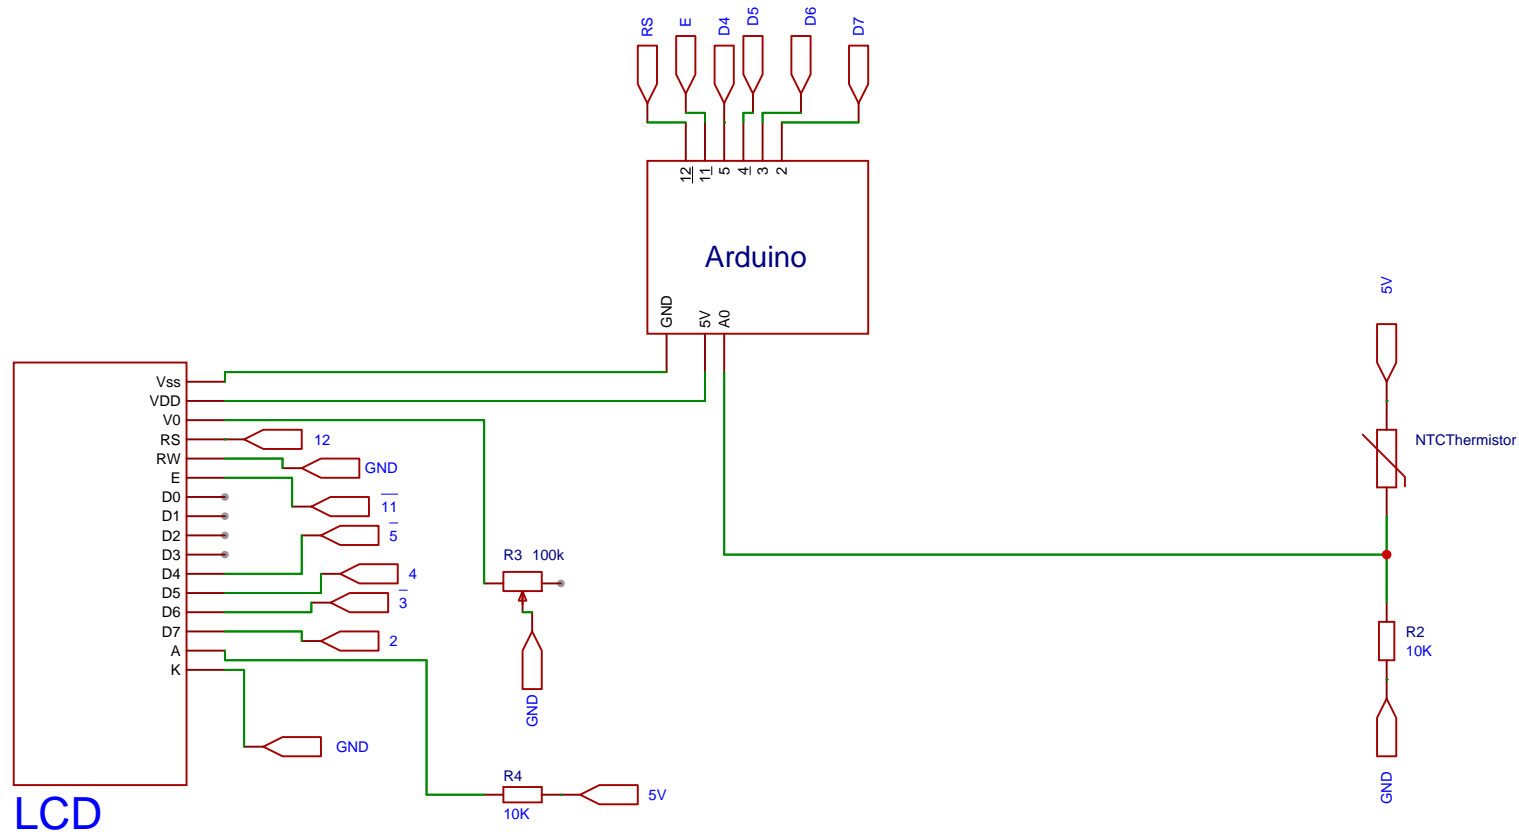 RS
E
D4
D5
D6
D7
12
11
5
4
3
2
Arduino
GND
5V
A0
5V
NTCThermistor
R2
10K
GND
Vss
VDD
V0
RS
RW
E
D0
D1
D2
D3
D4
D5
D6
D7
A
K
12
GND
11
5
4
3
2
GND
R3 100k
GND
R4
10K
5V
LCD